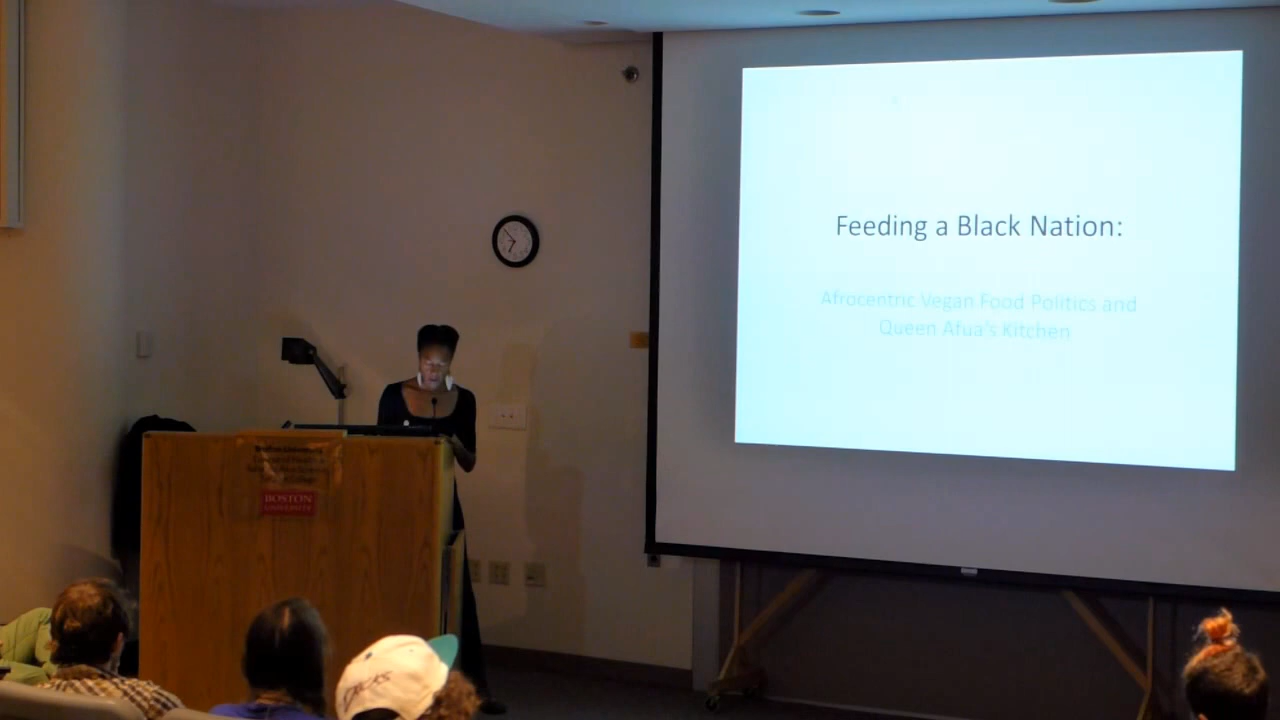 Feeding a Black Nation:
Afrocentric Vegan Food Politics and
Queen Afua's Kitchen
BOSTON
UNIVERSITY